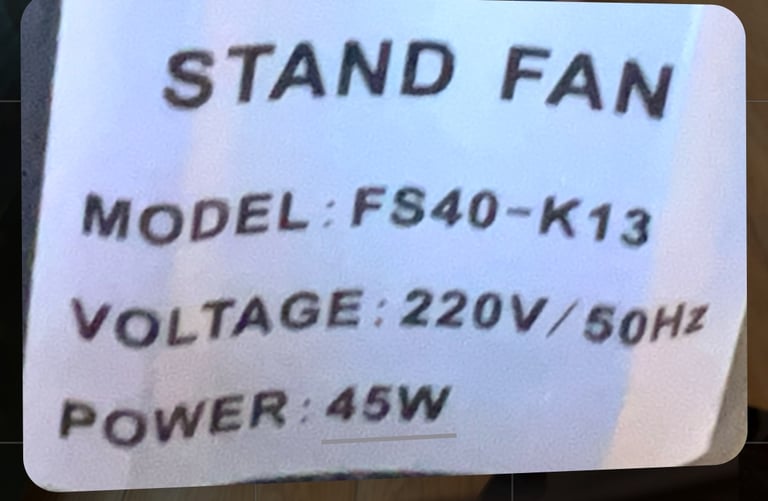 STAND FAN
MODEL: FS40-K13
VOLTAGE: 220V/50Hz
POWER: 45W